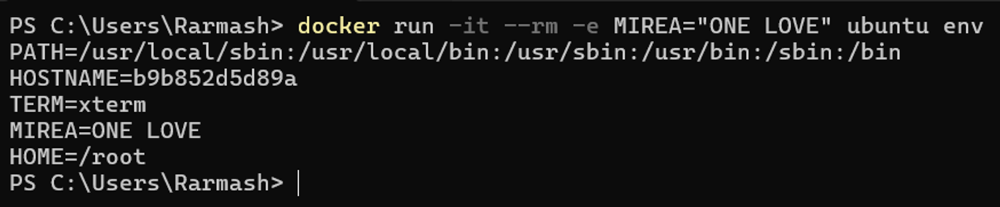 PS C:\Users\Rarmash> docker run -it --rm -e MIREA="ONE LOVE" ubuntu env
PATH=/usr/local/sbin:/usr/local/bin:/usr/sbin:/usr/bin:/sbin:/bin
HOSTNAME=b9b852d5d89a
TERM=xterm
MIREA=ONE LOVE
HOME=/root
PS C:\Users\Rarmash>